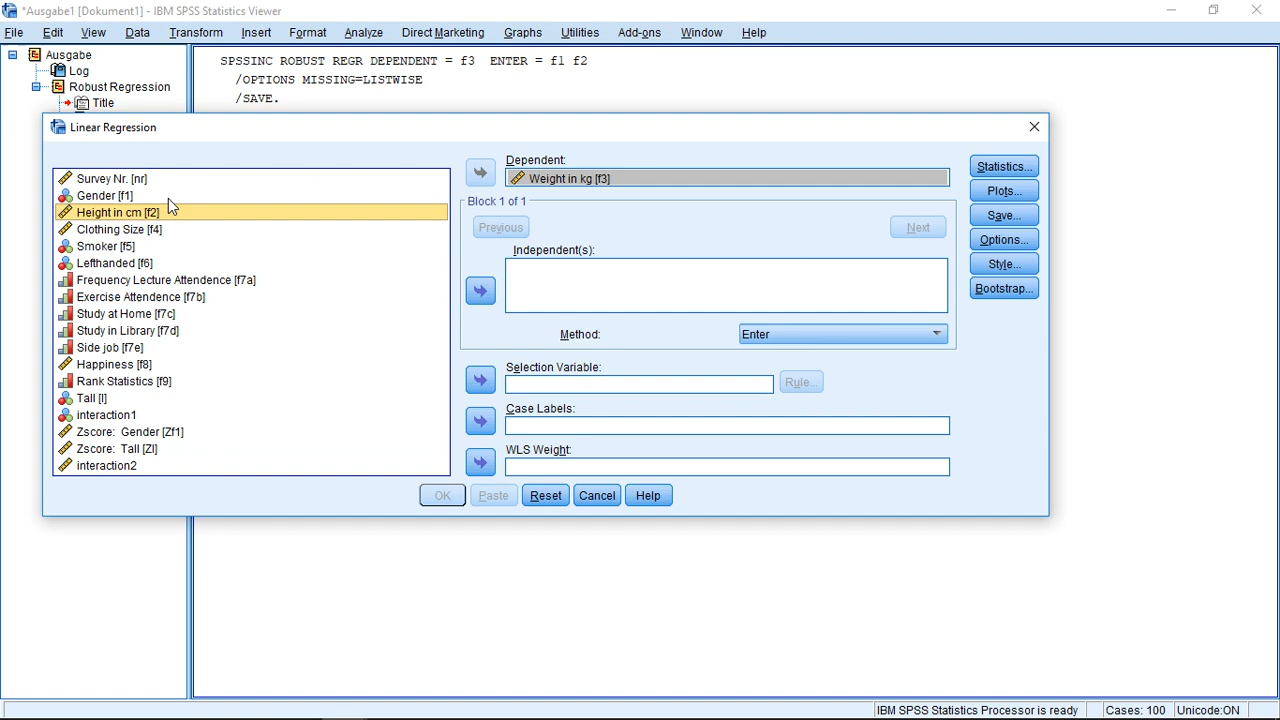 *Ausgabe1 [Dokument1] - IBM SPSS Statistics Viewer
File Edit View Data Transform Insert Format Analyze Direct Marketing Graphs Utilities Add-ons Window Help
Ausgabe
Log
Robust Regression
Title
SPSSINC ROBUST REGR DEPENDENT = f3 ENTER = f1 f2
/OPTIONS MISSING=LISTWISE
/SAVE.
Linear Regression
Survey Nr. [nr]
Gender [f1]
Height in cm [f2]
Clothing Size [f4]
Smoker [f5]
Lefthanded [f6]
Frequency Lecture Attendence [f7a]
Exercise Attendence [f7b]
Study at Home [f7c]
Study in Library [f7d]
Side job [f7e]
Happiness [f8]
Rank Statistics [f9]
Tall [l]
interaction1
Zscore: Gender [Zf1]
Zscore: Tall [Zl]
interaction2
Dependent:
Weight in kg [f3]
Block 1 of 1
Previous Next
Independent(s):
Method: Enter
Selection Variable:
Rule...
Case Labels:
WLS Weight:
Statistics...
Plots...
Save...
Options...
Style...
Bootstrap...
OK Paste Reset Cancel Help
IBM SPSS Statistics Processor is ready Cases: 100 Unicode:ON